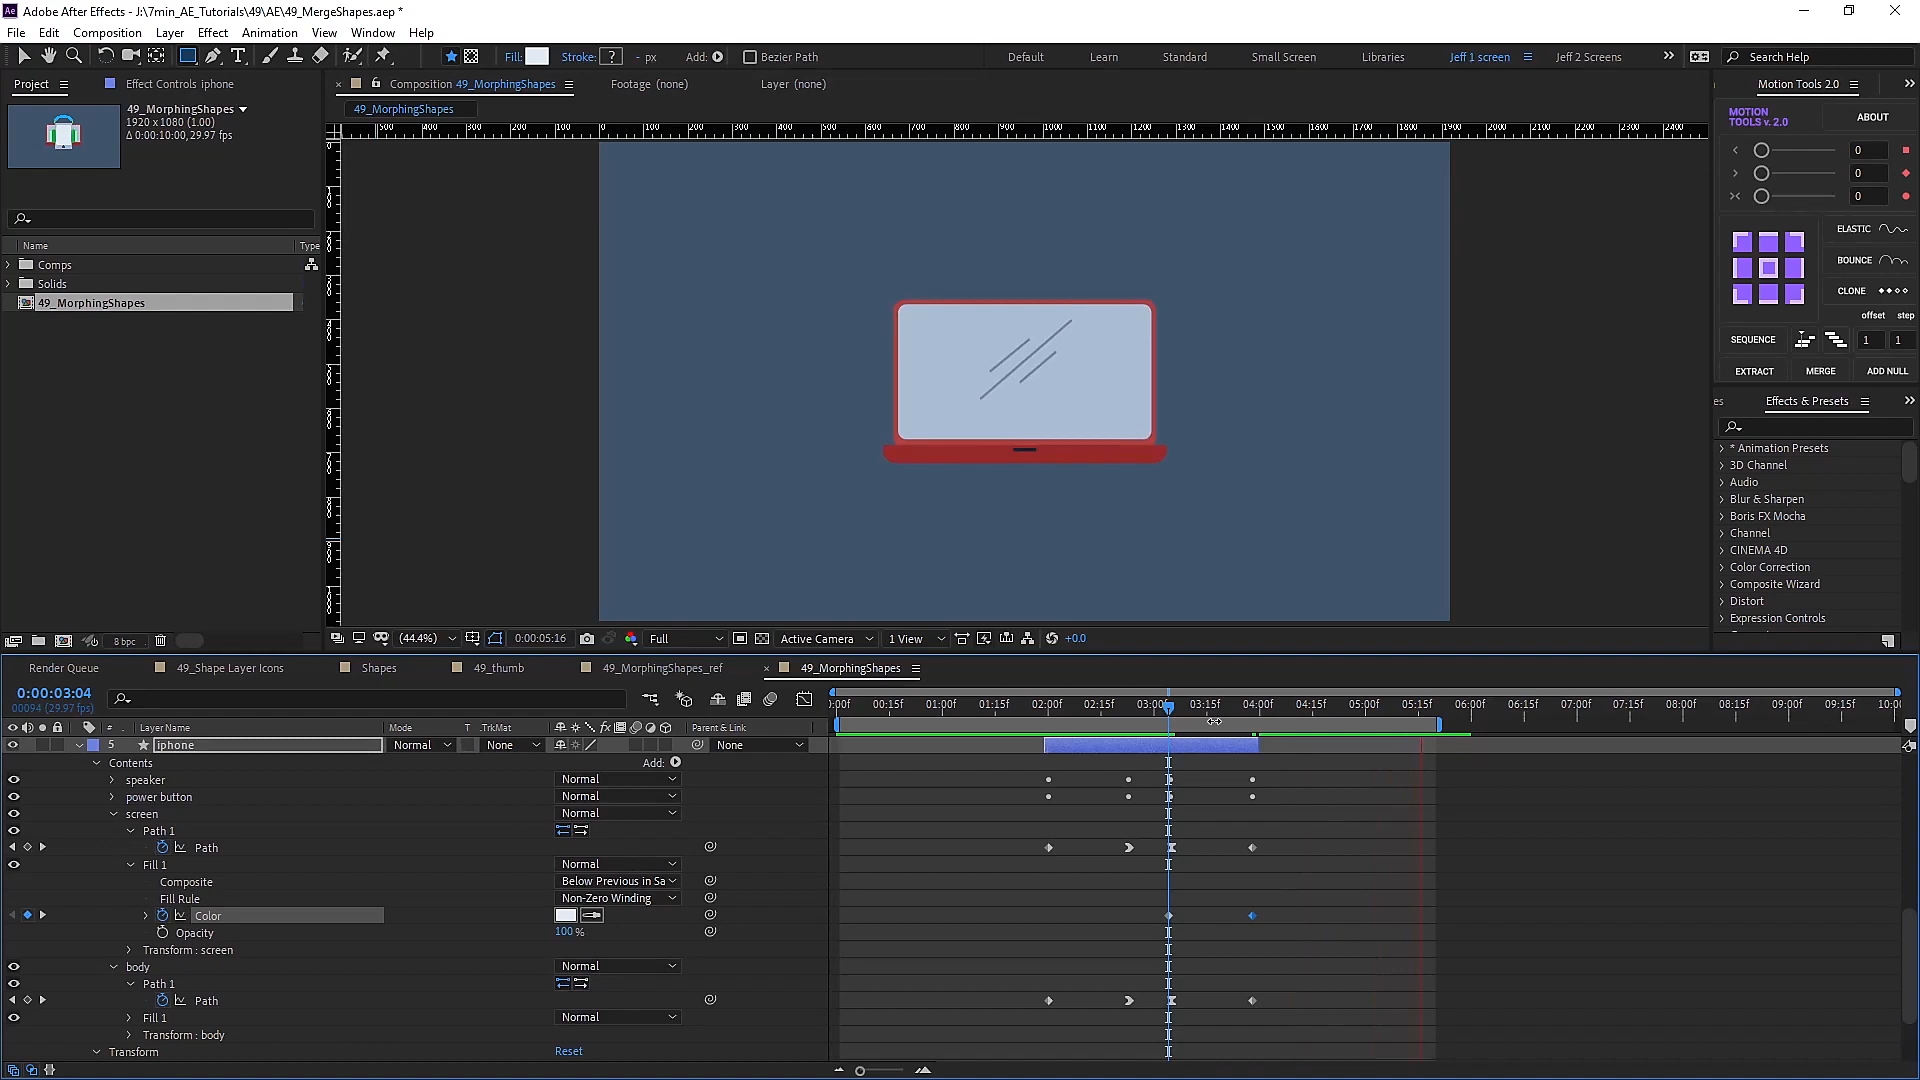 Adobe After Effects - J:\7min_AE_Tutorials\49\AE\49_MergeShapes.aep *
File Edit Composition Layer Effect Animation View Window Help
Fill: Stroke: ? - px Add: Bezier Path Default Learn Standard Small Screen Libraries Jeff 1 screen Jeff 2 Screens Search Help
Project Effect Controls iphone
Composition 49_MorphingShapes Footage (none) Layer (none)
Motion Tools 2.0
49_MorphingShapes
1920 x 1080 (1.00)
Δ 0:00:10:00, 29.97 fps
49_MorphingShapes
MOTION
TOOLS v. 2.0
ABOUT
0
0
0
ELASTIC
BOUNCE
CLONE
offset step
SEQUENCE 1 1
EXTRACT MERGE ADD NULL
Name Type
Comps
Solids
49_MorphingShapes
es Effects & Presets
* Animation Presets
3D Channel
Audio
Blur & Sharpen
Boris FX Mocha
Channel
CINEMA 4D
Color Correction
Composite Wizard
Distort
Expression Controls
8 bpc
(44.4%) 0:00:05:16 Full Active Camera 1 View +0.0
Render Queue 49_Shape Layer Icons Shapes 49_thumb 49_MorphingShapes_ref 49_MorphingShapes
0:00:03:04
00094 (29.97 fps)
:00f 00:15f 01:00f 01:15f 02:00f 02:15f 03:00f 03:15f 04:00f 04:15f 05:00f 05:15f 06:00f 06:15f 07:00f 07:15f 08:00f 08:15f 09:00f 09:15f 10:0
# Layer Name Mode T .TrkMat Parent & Link
5 iphone Normal None None
Contents Add:
speaker Normal
power button Normal
screen Normal
Path 1
Path
Fill 1 Normal
Composite Below Previous in Sa
Fill Rule Non-Zero Winding
Color
Opacity 100 %
Transform : screen
body Normal
Path 1
Path
Fill 1 Normal
Transform : body
Transform Reset